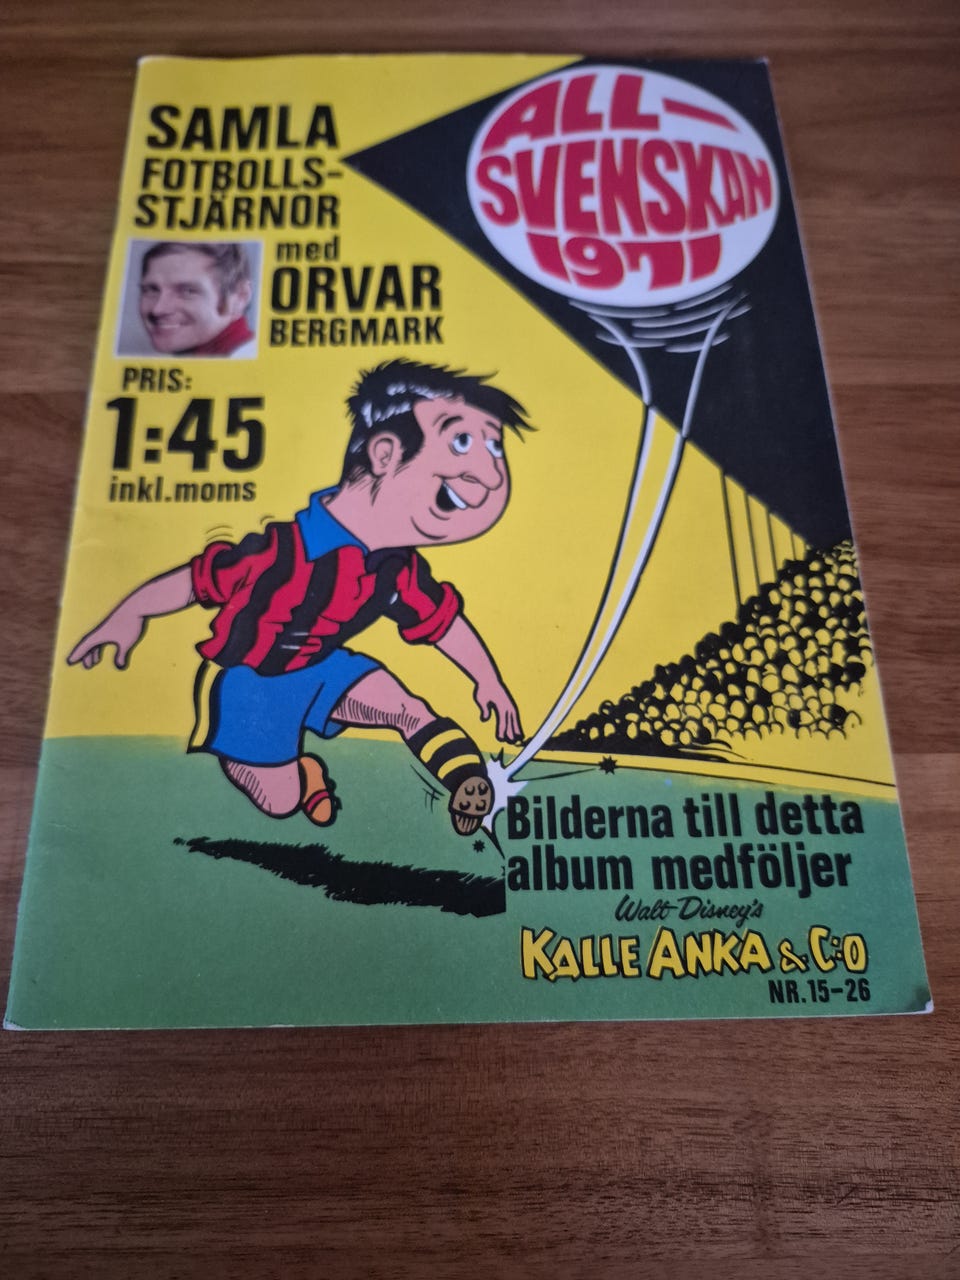 SAMLA
FOTBOLLS-
STJÄRNOR
med
ORVAR
BERGMARK
PRIS:
1:45
inkl.moms
ALL-
SVENSKAN
1971
Bilderna till detta
album medföljer
Walt Disney's
KALLE ANKA & C:O
NR.15-26